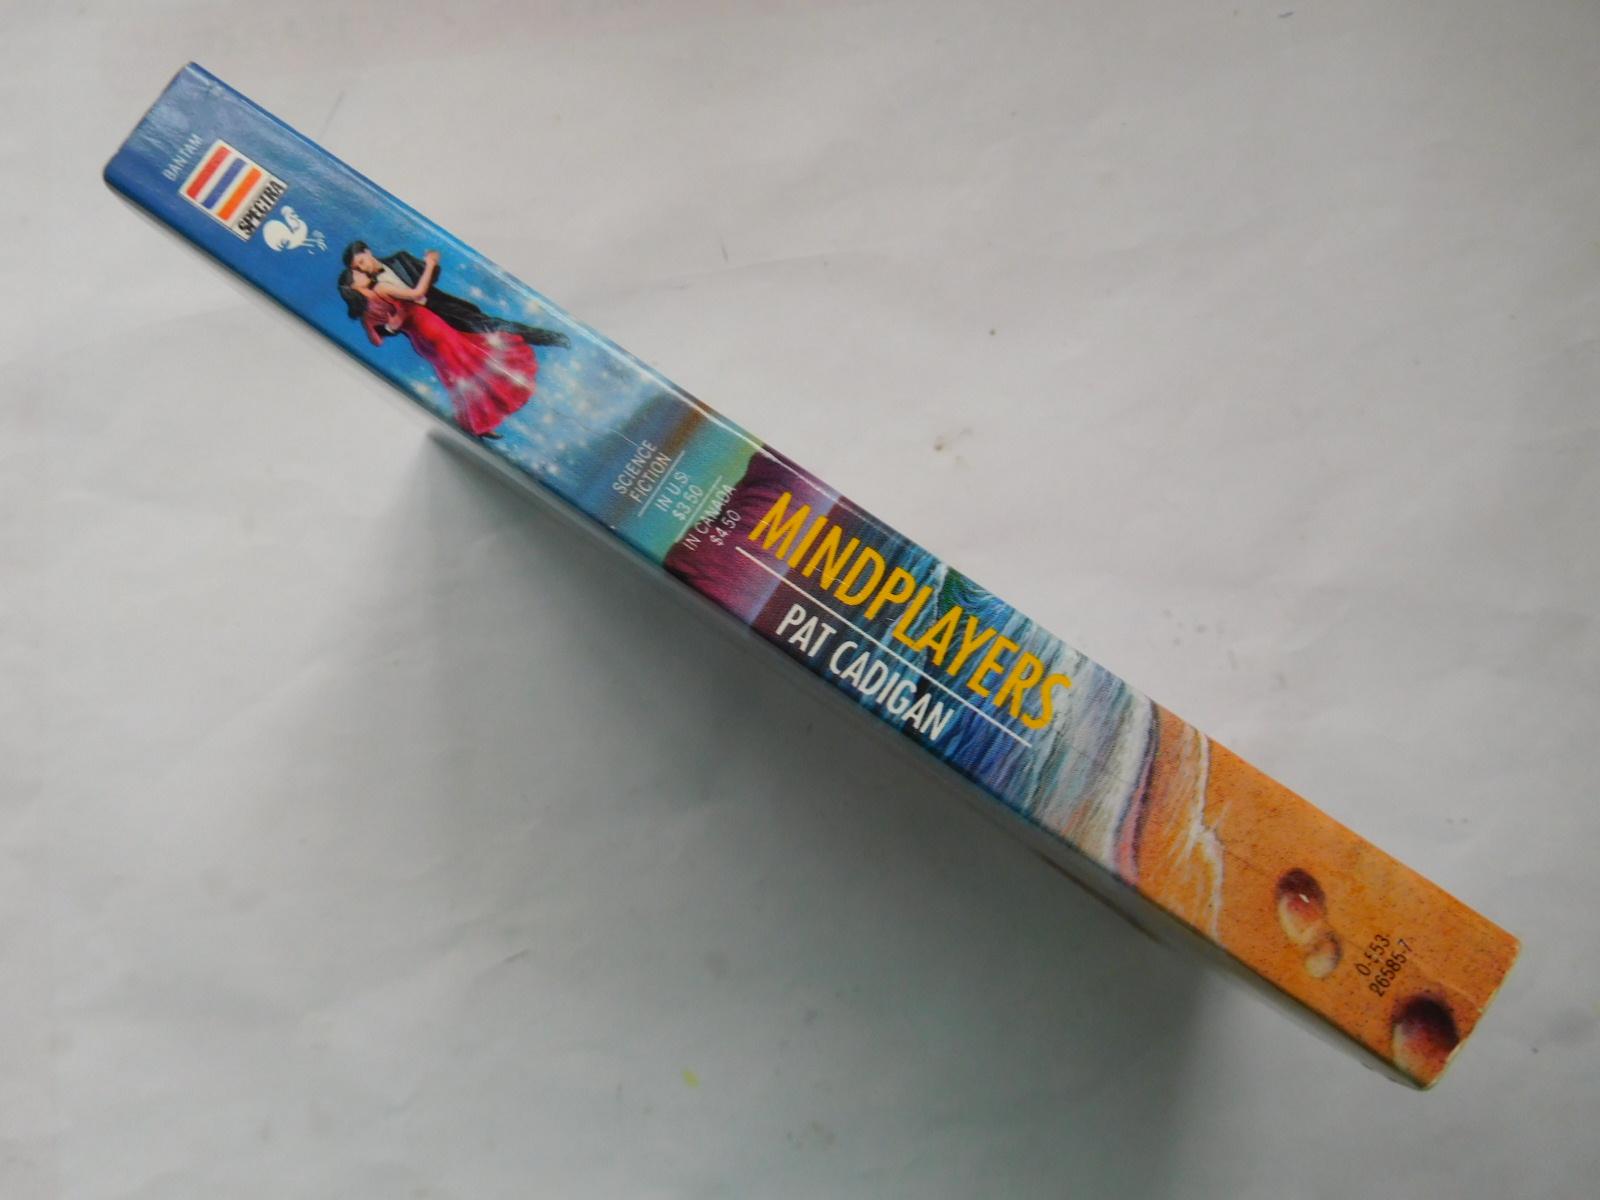 BANTAM
SPECTRA
SCIENCE
FICTION
IN U.S.
$3.50
IN CANADA
$4.50
MINDPLAYERS
PAT CADIGAN
0-553-
26585-7